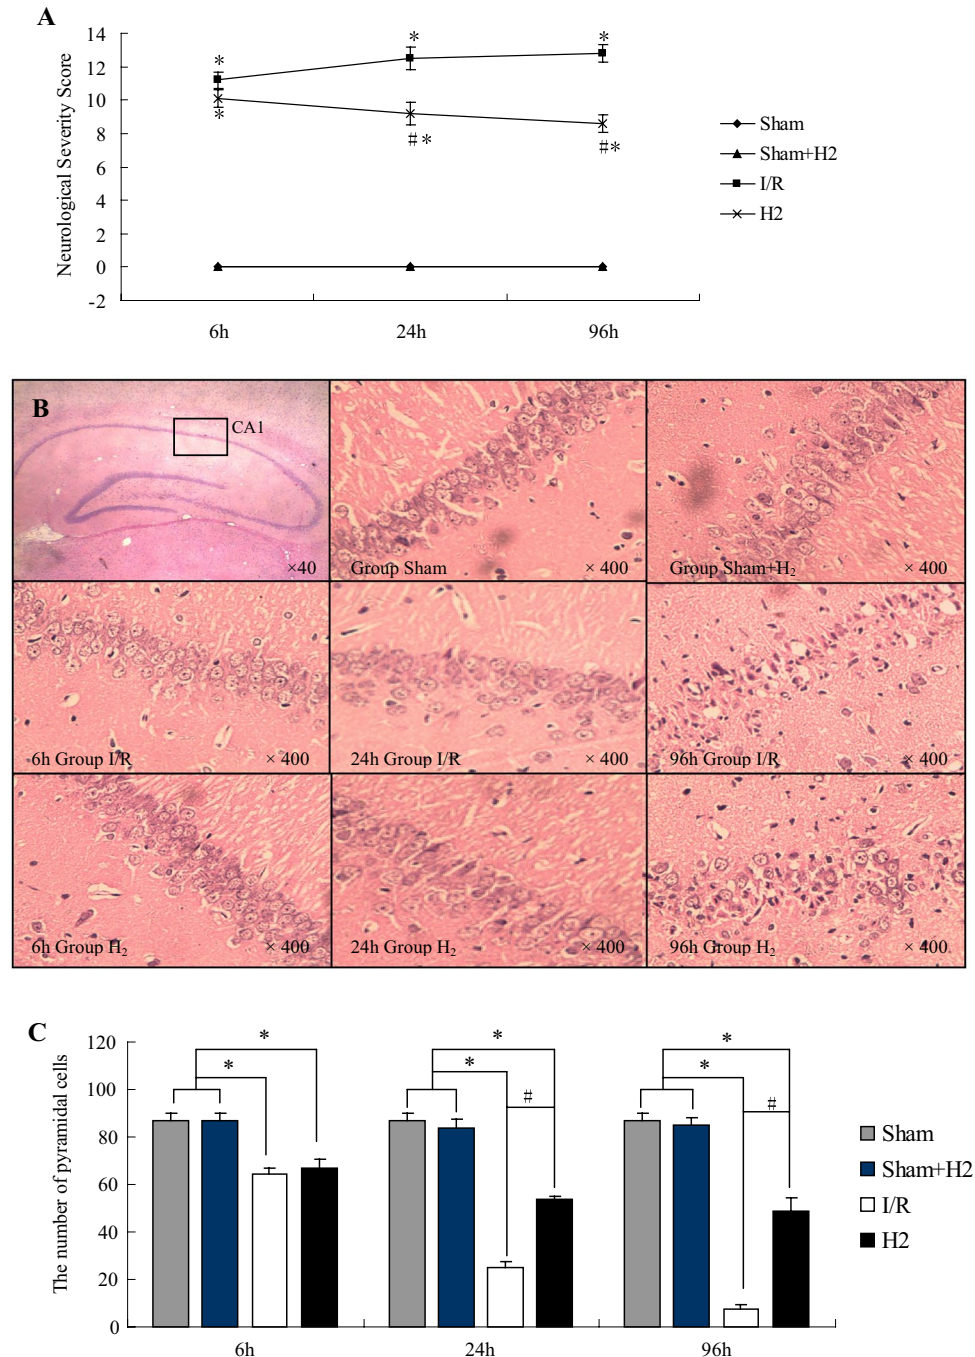 A
Neurological Severity Score
14
12
10
8
6
4
2
0
-2
* * *
* #* #*
6h 24h 96h
Sham
Sham+H2
I/R
H2
B
CA1
×40
Group Sham × 400
Group Sham+H₂ × 400
6h Group I/R × 400
24h Group I/R × 400
96h Group I/R × 400
6h Group H₂ × 400
24h Group H₂ × 400
96h Group H₂ × 400
C
The number of pyramidal cells
120
100
80
60
40
20
0
* * *
* * *
# #
6h 24h 96h
Sham
Sham+H2
I/R
H2